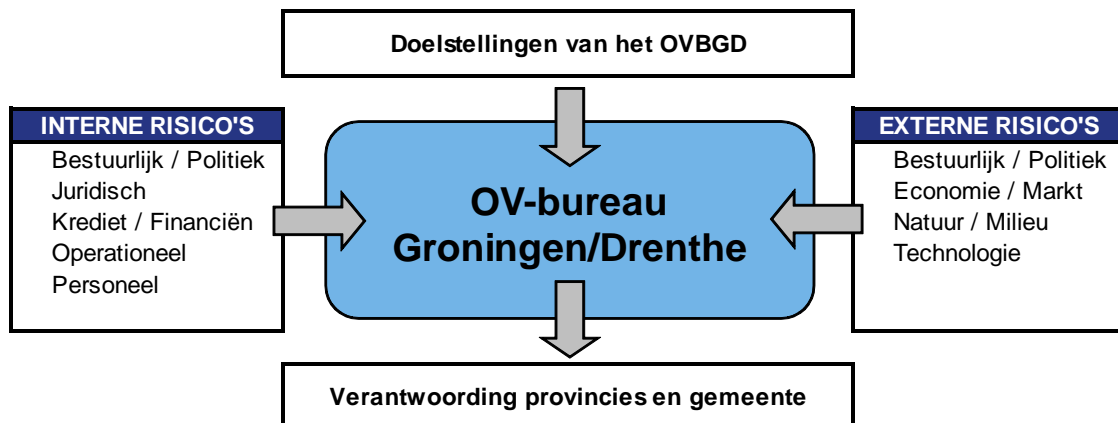 Doelstellingen van het OVBGD
INTERNE RISICO'S
Bestuurlijk / Politiek
Juridisch
Krediet / Financiën
Operationeel
Personeel
OV-bureau
Groningen/Drenthe
EXTERNE RISICO'S
Bestuurlijk / Politiek
Economie / Markt
Natuur / Milieu
Technologie
Verantwoording provincies en gemeente